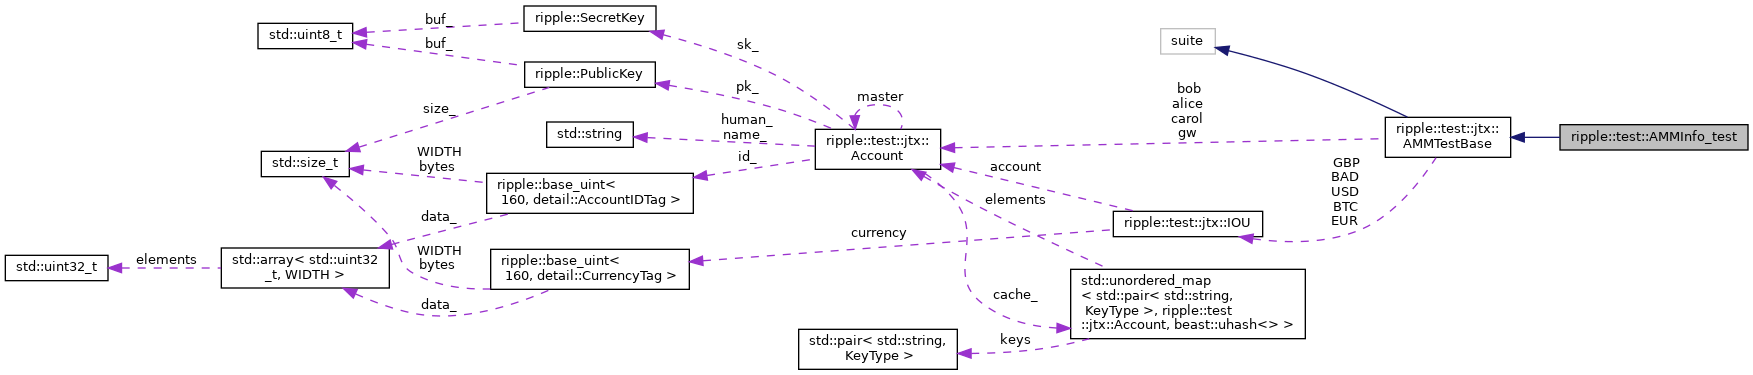 ripple::SecretKey
buf_
std::uint8_t
suite
sk_
buf_
ripple::PublicKey
pk_
master
bob
alice
carol
gw
size_
human_
name_
std::string
ripple::test::jtx::
Account
ripple::test::jtx::
AMMTestBase
ripple::test::AMMInfo_test
std::size_t
WIDTH
bytes
id_
account
GBP
BAD
USD
BTC
EUR
ripple::base_uint<
160, detail::AccountIDTag >
elements
data_
ripple::test::jtx::IOU
currency
WIDTH
bytes
std::uint32_t
elements
std::array< std::uint32
_t, WIDTH >
ripple::base_uint<
160, detail::CurrencyTag >
data_
cache_
std::unordered_map
< std::pair< std::string,
KeyType >, ripple::test
::jtx::Account, beast::uhash<> >
keys
std::pair< std::string,
KeyType >